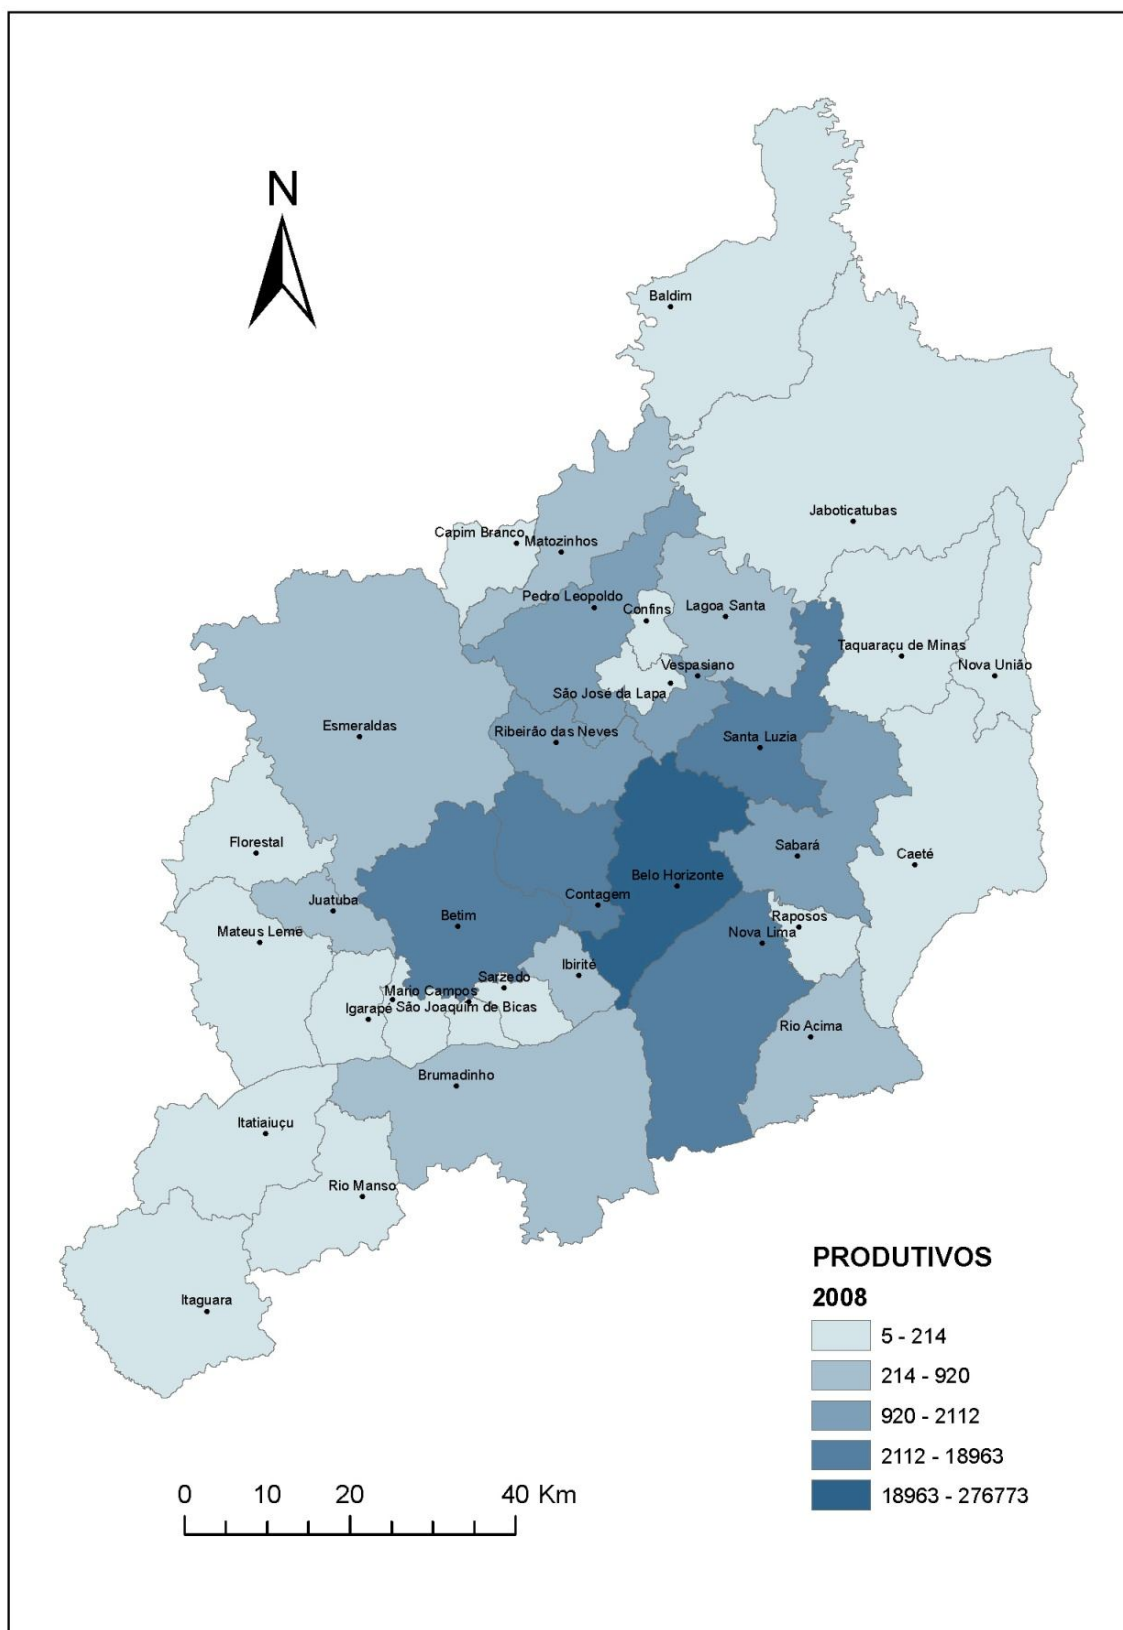 N
Baldim
Jaboticatubas
Capim Branco
Matozinhos
Pedro Leopoldo
Confins
Lagoa Santa
Taquaraçu de Minas
Nova União
Vespasiano
São José da Lapa
Esmeraldas
Ribeirão das Neves
Santa Luzia
Florestal
Sabará
Caeté
Juatuba
Betim
Contagem
Belo Horizonte
Mateus Leme
Raposos
Nova Lima
Ibirité
Sarzedo
Mario Campos
Igarapé
São Joaquim de Bicas
Rio Acima
Brumadinho
Itatiaiuçu
Rio Manso
Itaguara
PRODUTIVOS
2008
5 - 214
214 - 920
920 - 2112
2112 - 18963
18963 - 276773
0 10 20 40 Km